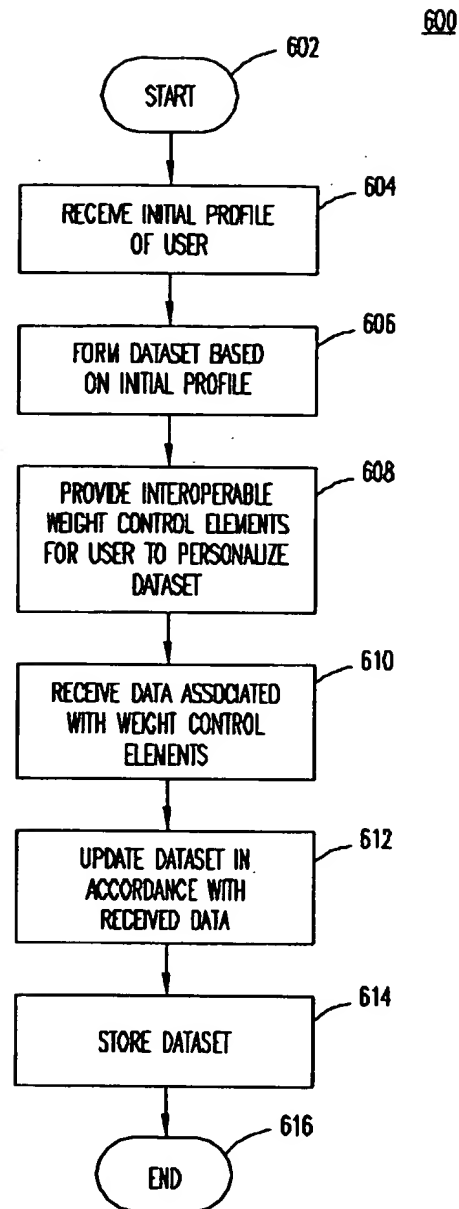 600
602
START
604
RECEIVE INITIAL PROFILE
OF USER
606
FORM DATASET BASED
ON INITIAL PROFILE
608
PROVIDE INTEROPERABLE
WEIGHT CONTROL ELEMENTS
FOR USER TO PERSONALIZE
DATASET
610
RECEIVE DATA ASSOCIATED
WITH WEIGHT CONTROL
ELEMENTS
612
UPDATE DATASET IN
ACCORDANCE WITH
RECEIVED DATA
614
STORE DATASET
616
END